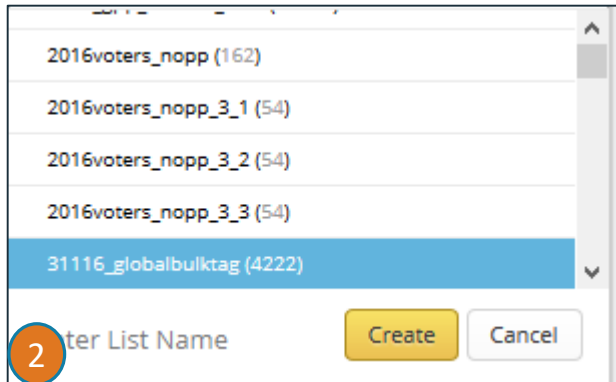 2016voters_nopp (162)
2016voters_nopp_3_1 (54)
2016voters_nopp_3_2 (54)
2016voters_nopp_3_3 (54)
31116_globalbulktag (4222)
2 ter List Name Create Cancel